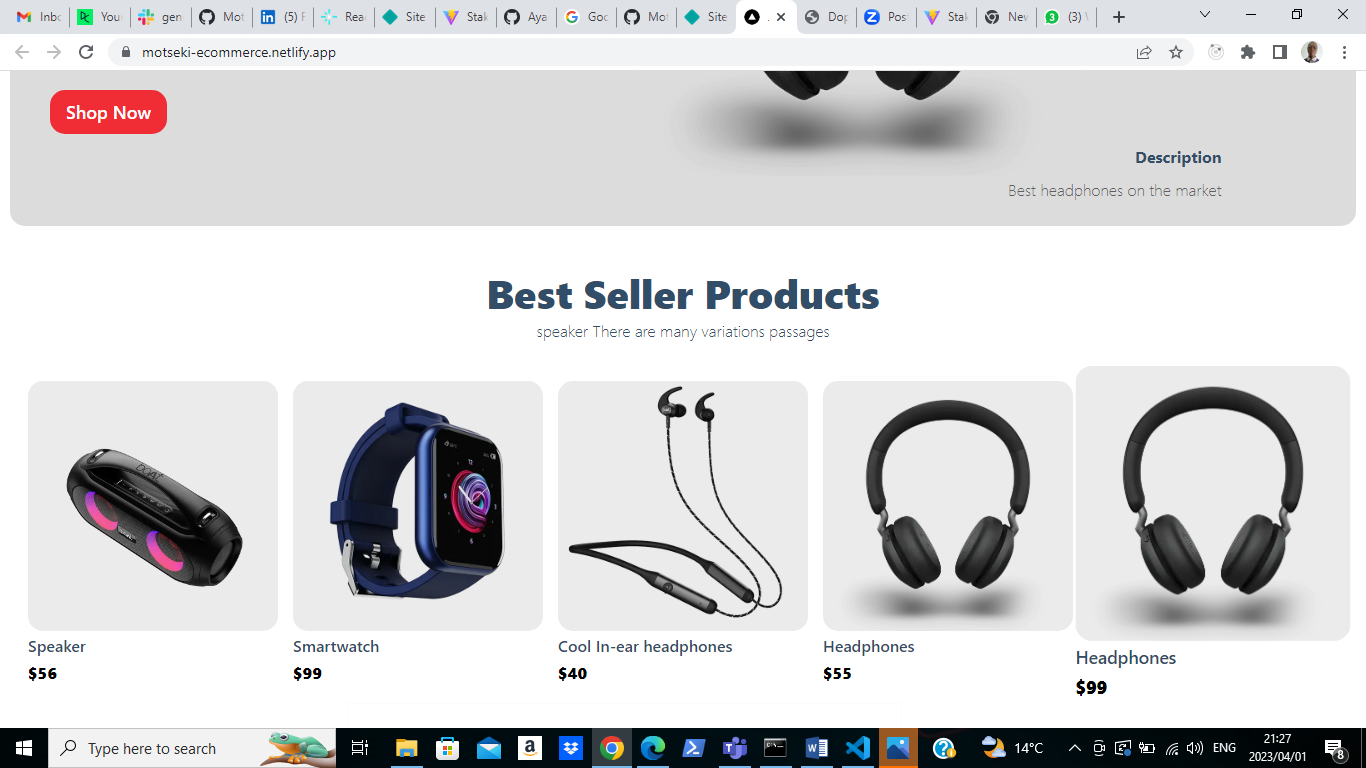 Inbo
You
gen
Mot
(5) F
Read
Site
Stak
Aya
Goo
Mot
Site
Dop
Pos
Stak
Nev
(3)
motseki-ecommerce.netlify.app
Shop Now
Description
Best headphones on the market
Best Seller Products
speaker There are many variations passages
Speaker
$56
Smartwatch
$99
Cool In-ear headphones
$40
Headphones
$55
Headphones
$99
Type here to search
14°C
ENG
21:27
2023/04/01
8